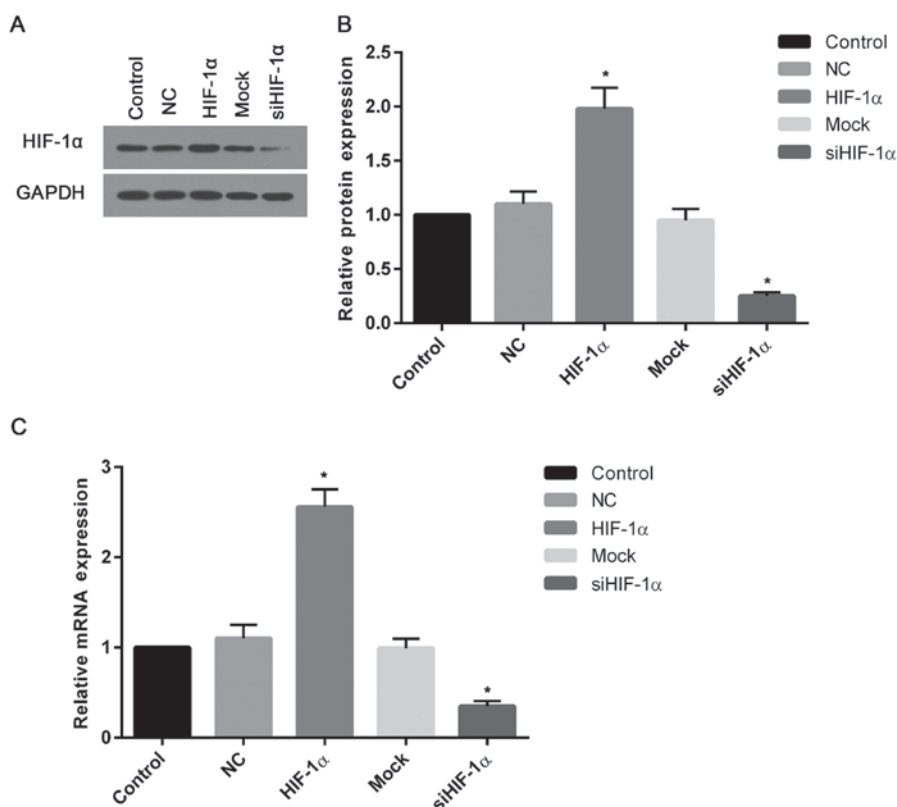 A
Control
NC
HIF-1α
Mock
siHIF-1α
HIF-1α
GAPDH
B
Relative protein expression
2.5
2.0
1.5
1.0
0.5
0.0
*
*
Control
NC
HIF-1α
Mock
siHIF-1α
Control
NC
HIF-1α
Mock
siHIF-1α
C
Relative mRNA expression
3
2
1
0
*
*
Control
NC
HIF-1α
Mock
siHIF-1α
Control
NC
HIF-1α
Mock
siHIF-1α